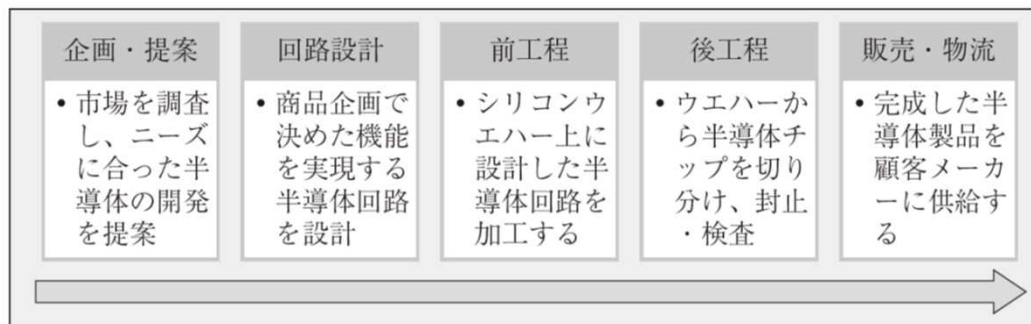 企画・提案
• 市場を調査
し、ニーズ
に合った半
導体の開発
を提案
回路設計
• 商品企画で
決めた機能
を実現する
半導体回路
を設計
前工程
• シリコンウ
エハー上に
設計した半
導体回路を
加工する
後工程
• ウエハーか
ら半導体チ
ップを切り
分け、封止
・検査
販売・物流
• 完成した半
導体製品を
顧客メーカ
ーに供給す
る